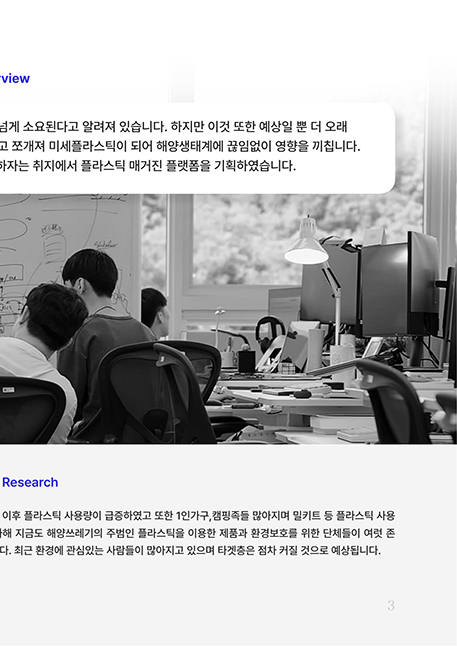 rview
넘게 소요된다고 알려져 있습니다. 하지만 이것 또한 예상일 뿐 더 오래
고 쪼개져 미세플라스틱이 되어 해양생태계에 끊임없이 영향을 끼칩니다.
하자는 취지에서 플라스틱 매거진 플랫폼을 기획하였습니다.
Research
이후 플라스틱 사용량이 급증하였고 또한 1인가구,캠핑족들 많아지며 밀키트 등 플라스틱 사용
해 지금도 해양쓰레기의 주범인 플라스틱을 이용한 제품과 환경보호를 위한 단체들이 여럿 존
다. 최근 환경에 관심있는 사람들이 많아지고 있으며 타겟층은 점차 커질 것으로 예상됩니다.
3